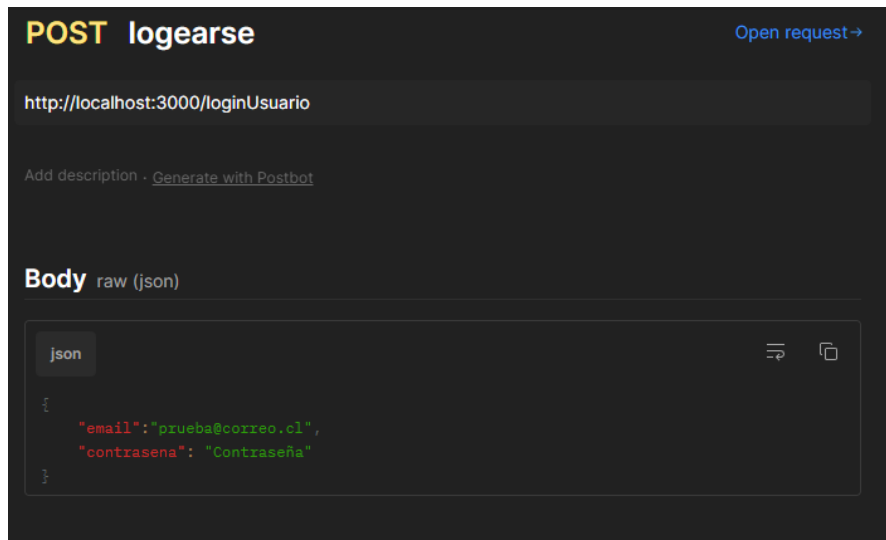 POST logearse
Open request→
http://localhost:3000/loginUsuario
Add description · Generate with Postbot
Body raw (json)
json
{
"email":"prueba@correo.cl",
"contrasena": "Contraseña"
}